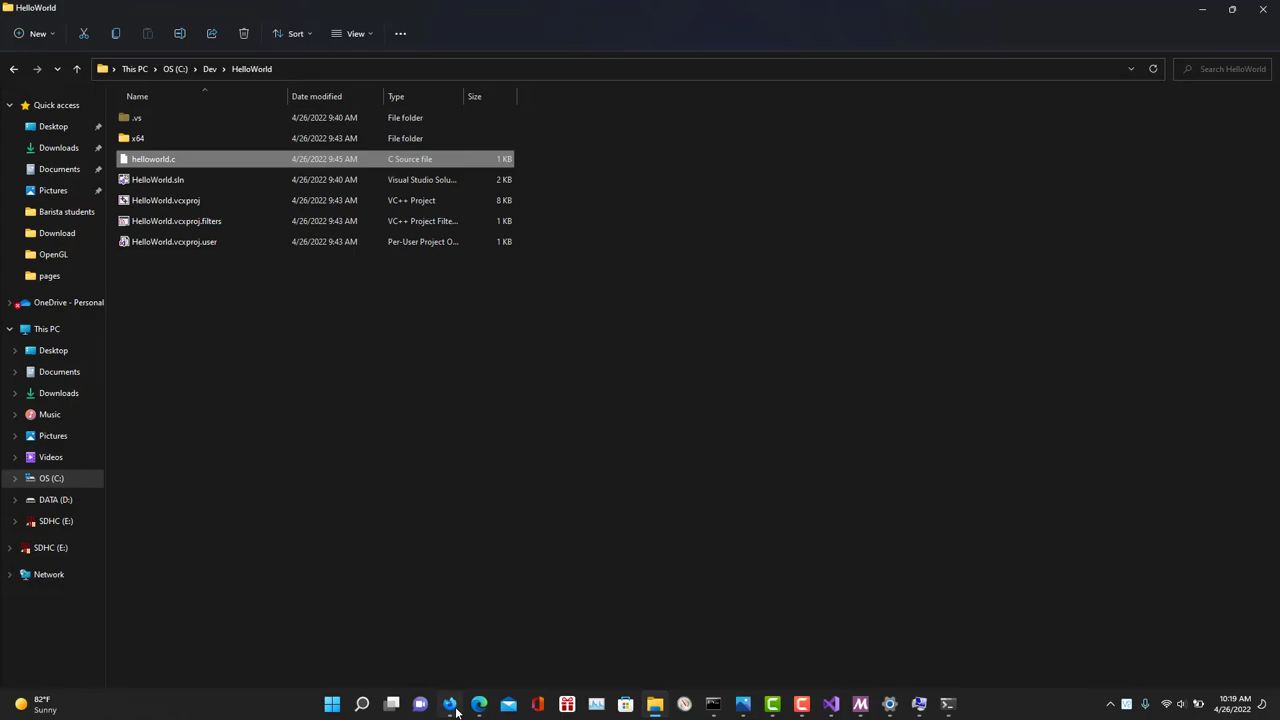 HelloWorld
New Sort View
This PC OS (C:) Dev HelloWorld Search HelloWorld
Name Date modified Type Size
Quick access
Desktop
Downloads
Documents
Pictures
Barista students
Download
OpenGL
pages
OneDrive - Personal
This PC
Desktop
Documents
Downloads
Music
Pictures
Videos
OS (C:)
DATA (D:)
SDHC (E:)
SDHC (E:)
Network
.vs 4/26/2022 9:40 AM File folder
x64 4/26/2022 9:43 AM File folder
helloworld.c 4/26/2022 9:45 AM C Source file 1 KB
HelloWorld.sln 4/26/2022 9:40 AM Visual Studio Solu... 2 KB
HelloWorld.vcxproj 4/26/2022 9:43 AM VC++ Project 8 KB
HelloWorld.vcxproj.filters 4/26/2022 9:43 AM VC++ Project Filte... 1 KB
HelloWorld.vcxproj.user 4/26/2022 9:43 AM Per-User Project O... 1 KB
82°F
Sunny
10:19 AM
4/26/2022